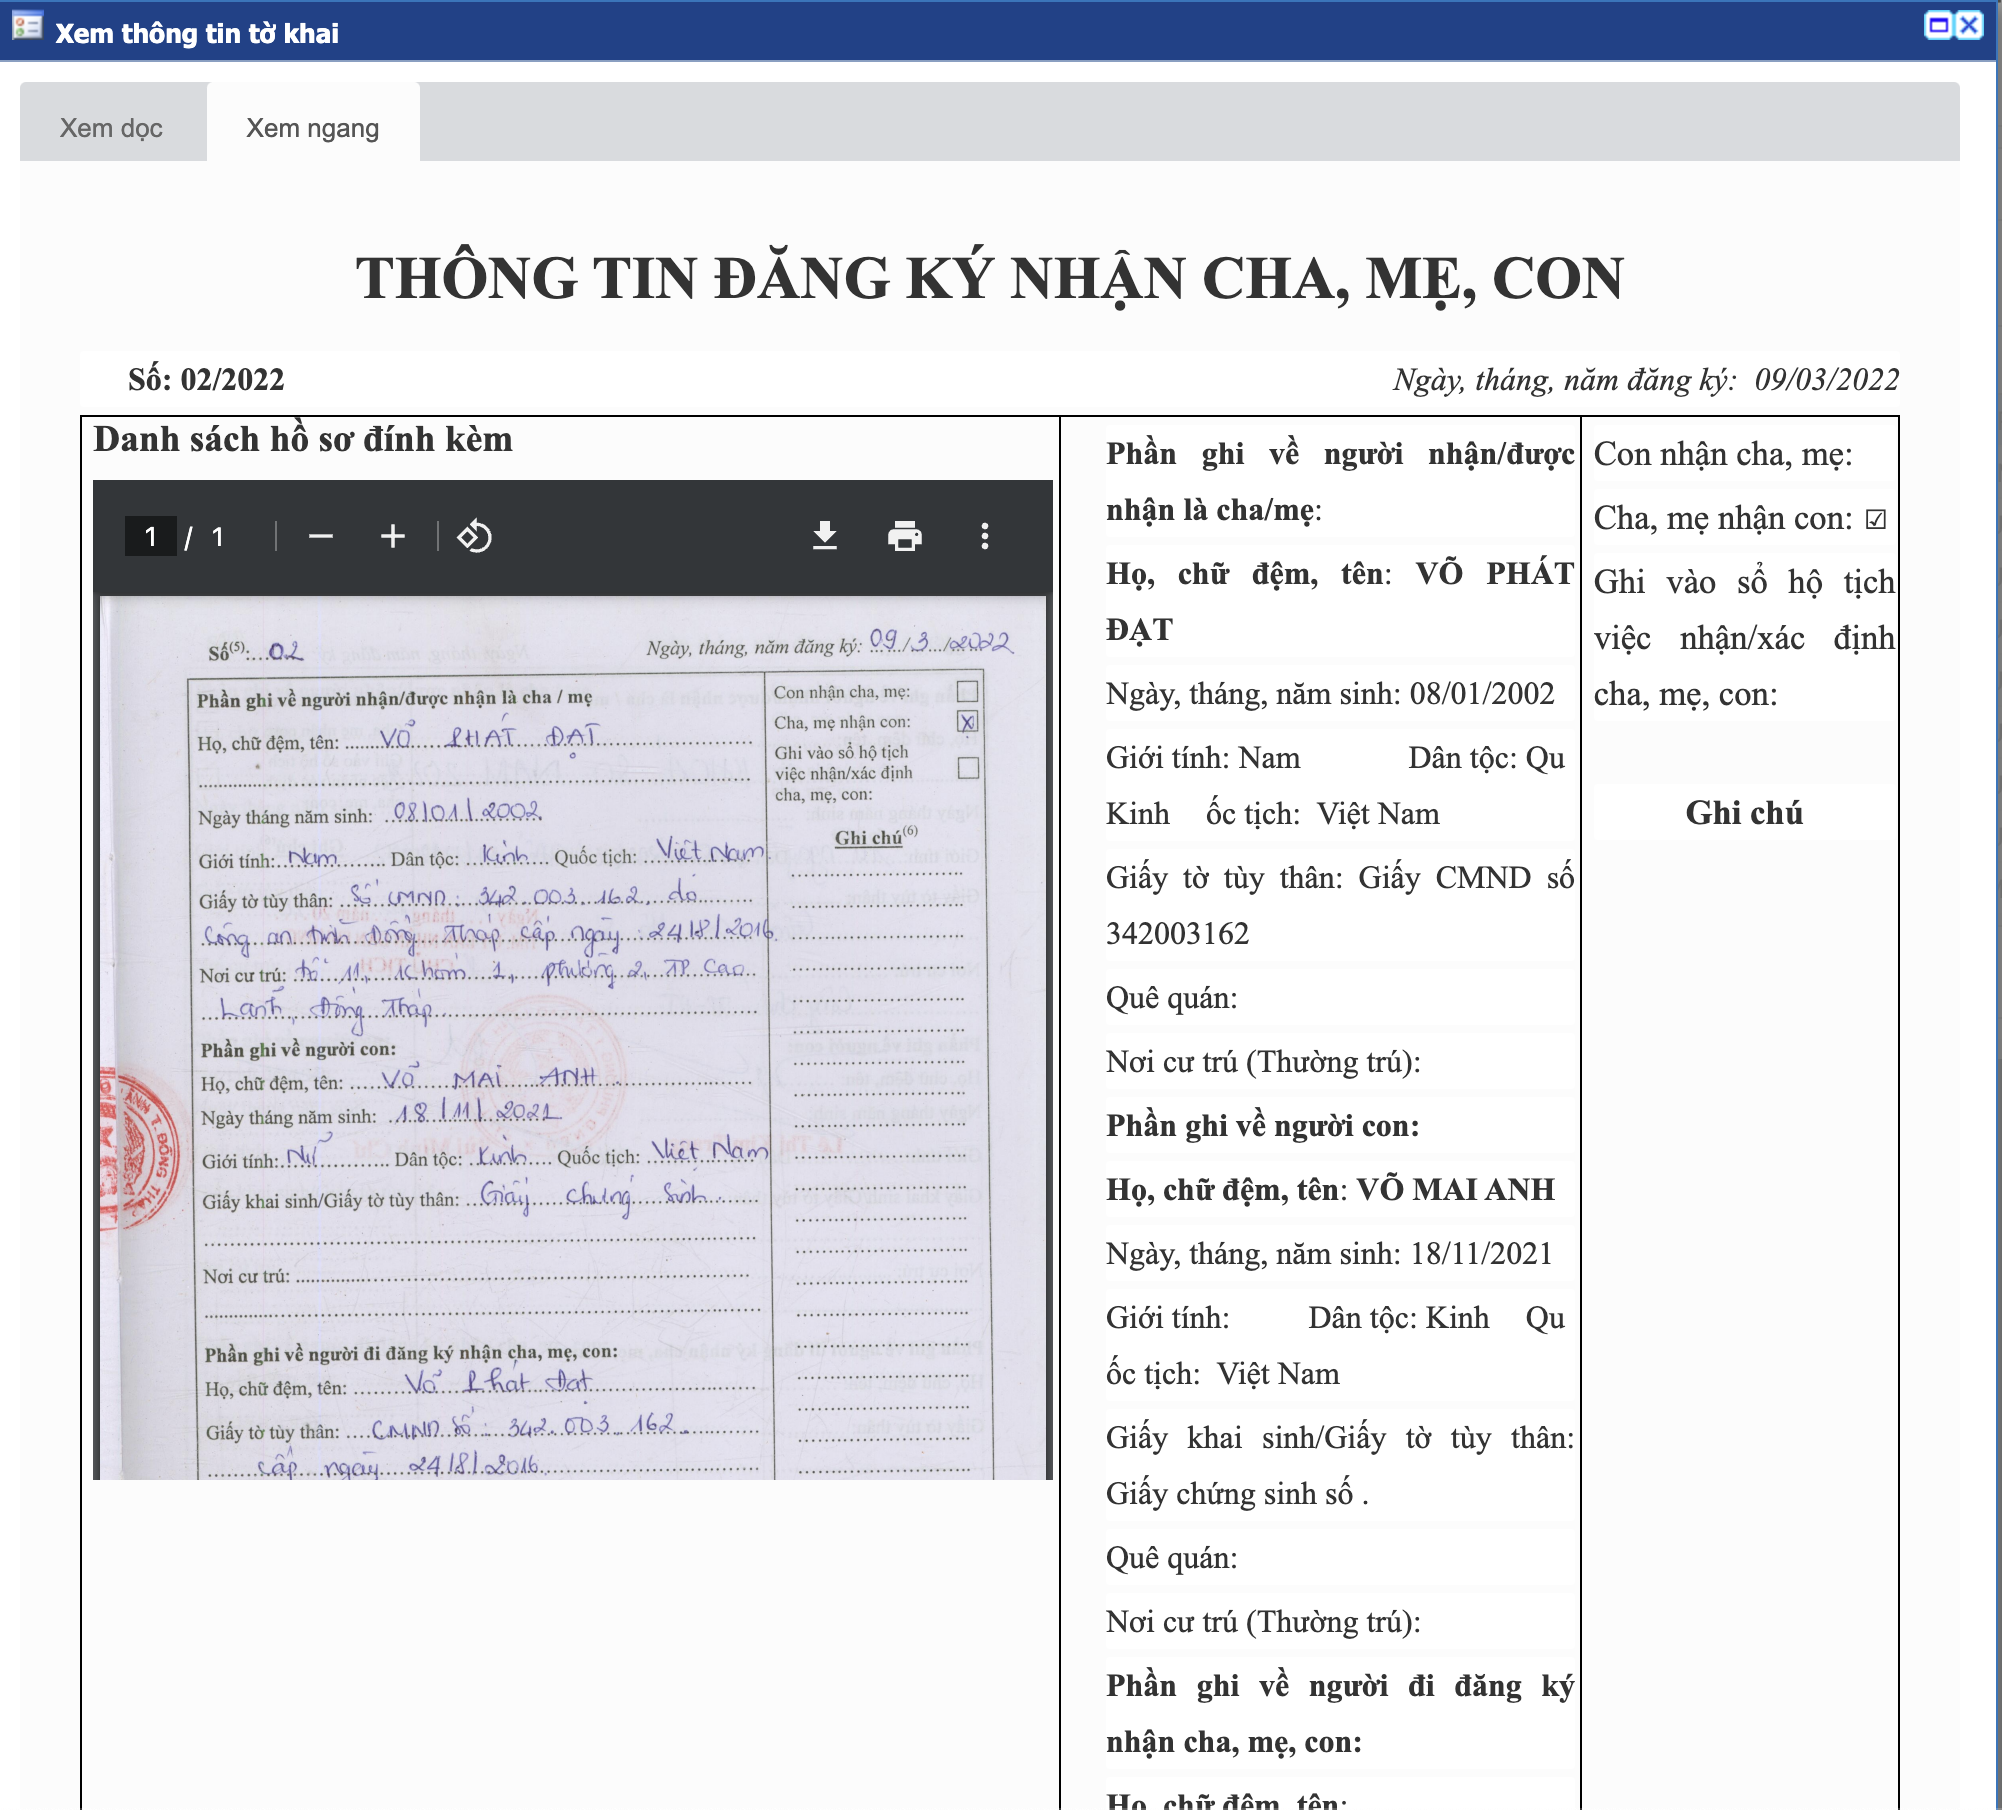 Xem thông tin tờ khai
Xem dọc
Xem ngang
THÔNG TIN ĐĂNG KÝ NHẬN CHA, MẸ, CON
Số: 02/2022
Ngày, tháng, năm đăng ký: 09/03/2022
Danh sách hồ sơ đính kèm
1 / 1
Số(5):...02
Ngày, tháng, năm đăng ký: 09/3/2022
Phần ghi về người nhận/được nhận là cha / mẹ
Họ, chữ đệm, tên: VÕ PHÁT ĐẠT
Ngày tháng năm sinh: 08/01/2002
Giới tính: Nam Dân tộc: Kinh Quốc tịch: Việt Nam
Giấy tờ tùy thân: Số CMND: 342.003.162, do
Công an tỉnh Đồng Tháp cấp ngày: 24/8/2016
Nơi cư trú: tổ 11, khóm 1, phường 2, TP Cao
Lãnh, Đồng Tháp
Phần ghi về người con:
Họ, chữ đệm, tên: VÕ MAI ANH
Ngày tháng năm sinh: 18/11/2021
Giới tính: Nữ Dân tộc: Kinh Quốc tịch: Việt Nam
Giấy khai sinh/Giấy tờ tùy thân: Giấy chứng sinh
Nơi cư trú:
Phần ghi về người đi đăng ký nhận cha, mẹ, con:
Họ, chữ đệm, tên: Võ Phát Đạt
Giấy tờ tùy thân: CMND số: 342.003.162
cấp ngày 24/8/2016
Con nhận cha, mẹ:
Cha, mẹ nhận con: X
Ghi vào sổ hộ tịch
việc nhận/xác định
cha, mẹ, con:
Ghi chú(6)
Phần ghi về người nhận/được
nhận là cha/mẹ:
Họ, chữ đệm, tên: VÕ PHÁT
ĐẠT
Ngày, tháng, năm sinh: 08/01/2002
Giới tính: Nam Dân tộc: Qu
Kinh ốc tịch: Việt Nam
Giấy tờ tùy thân: Giấy CMND số
342003162
Quê quán:
Nơi cư trú (Thường trú):
Phần ghi về người con:
Họ, chữ đệm, tên: VÕ MAI ANH
Ngày, tháng, năm sinh: 18/11/2021
Giới tính: Dân tộc: Kinh Qu
ốc tịch: Việt Nam
Giấy khai sinh/Giấy tờ tùy thân:
Giấy chứng sinh số .
Quê quán:
Nơi cư trú (Thường trú):
Phần ghi về người đi đăng ký
nhận cha, mẹ, con:
Họ, chữ đệm, tên:
Con nhận cha, mẹ:
Cha, mẹ nhận con: ☑
Ghi vào sổ hộ tịch
việc nhận/xác định
cha, mẹ, con:
Ghi chú